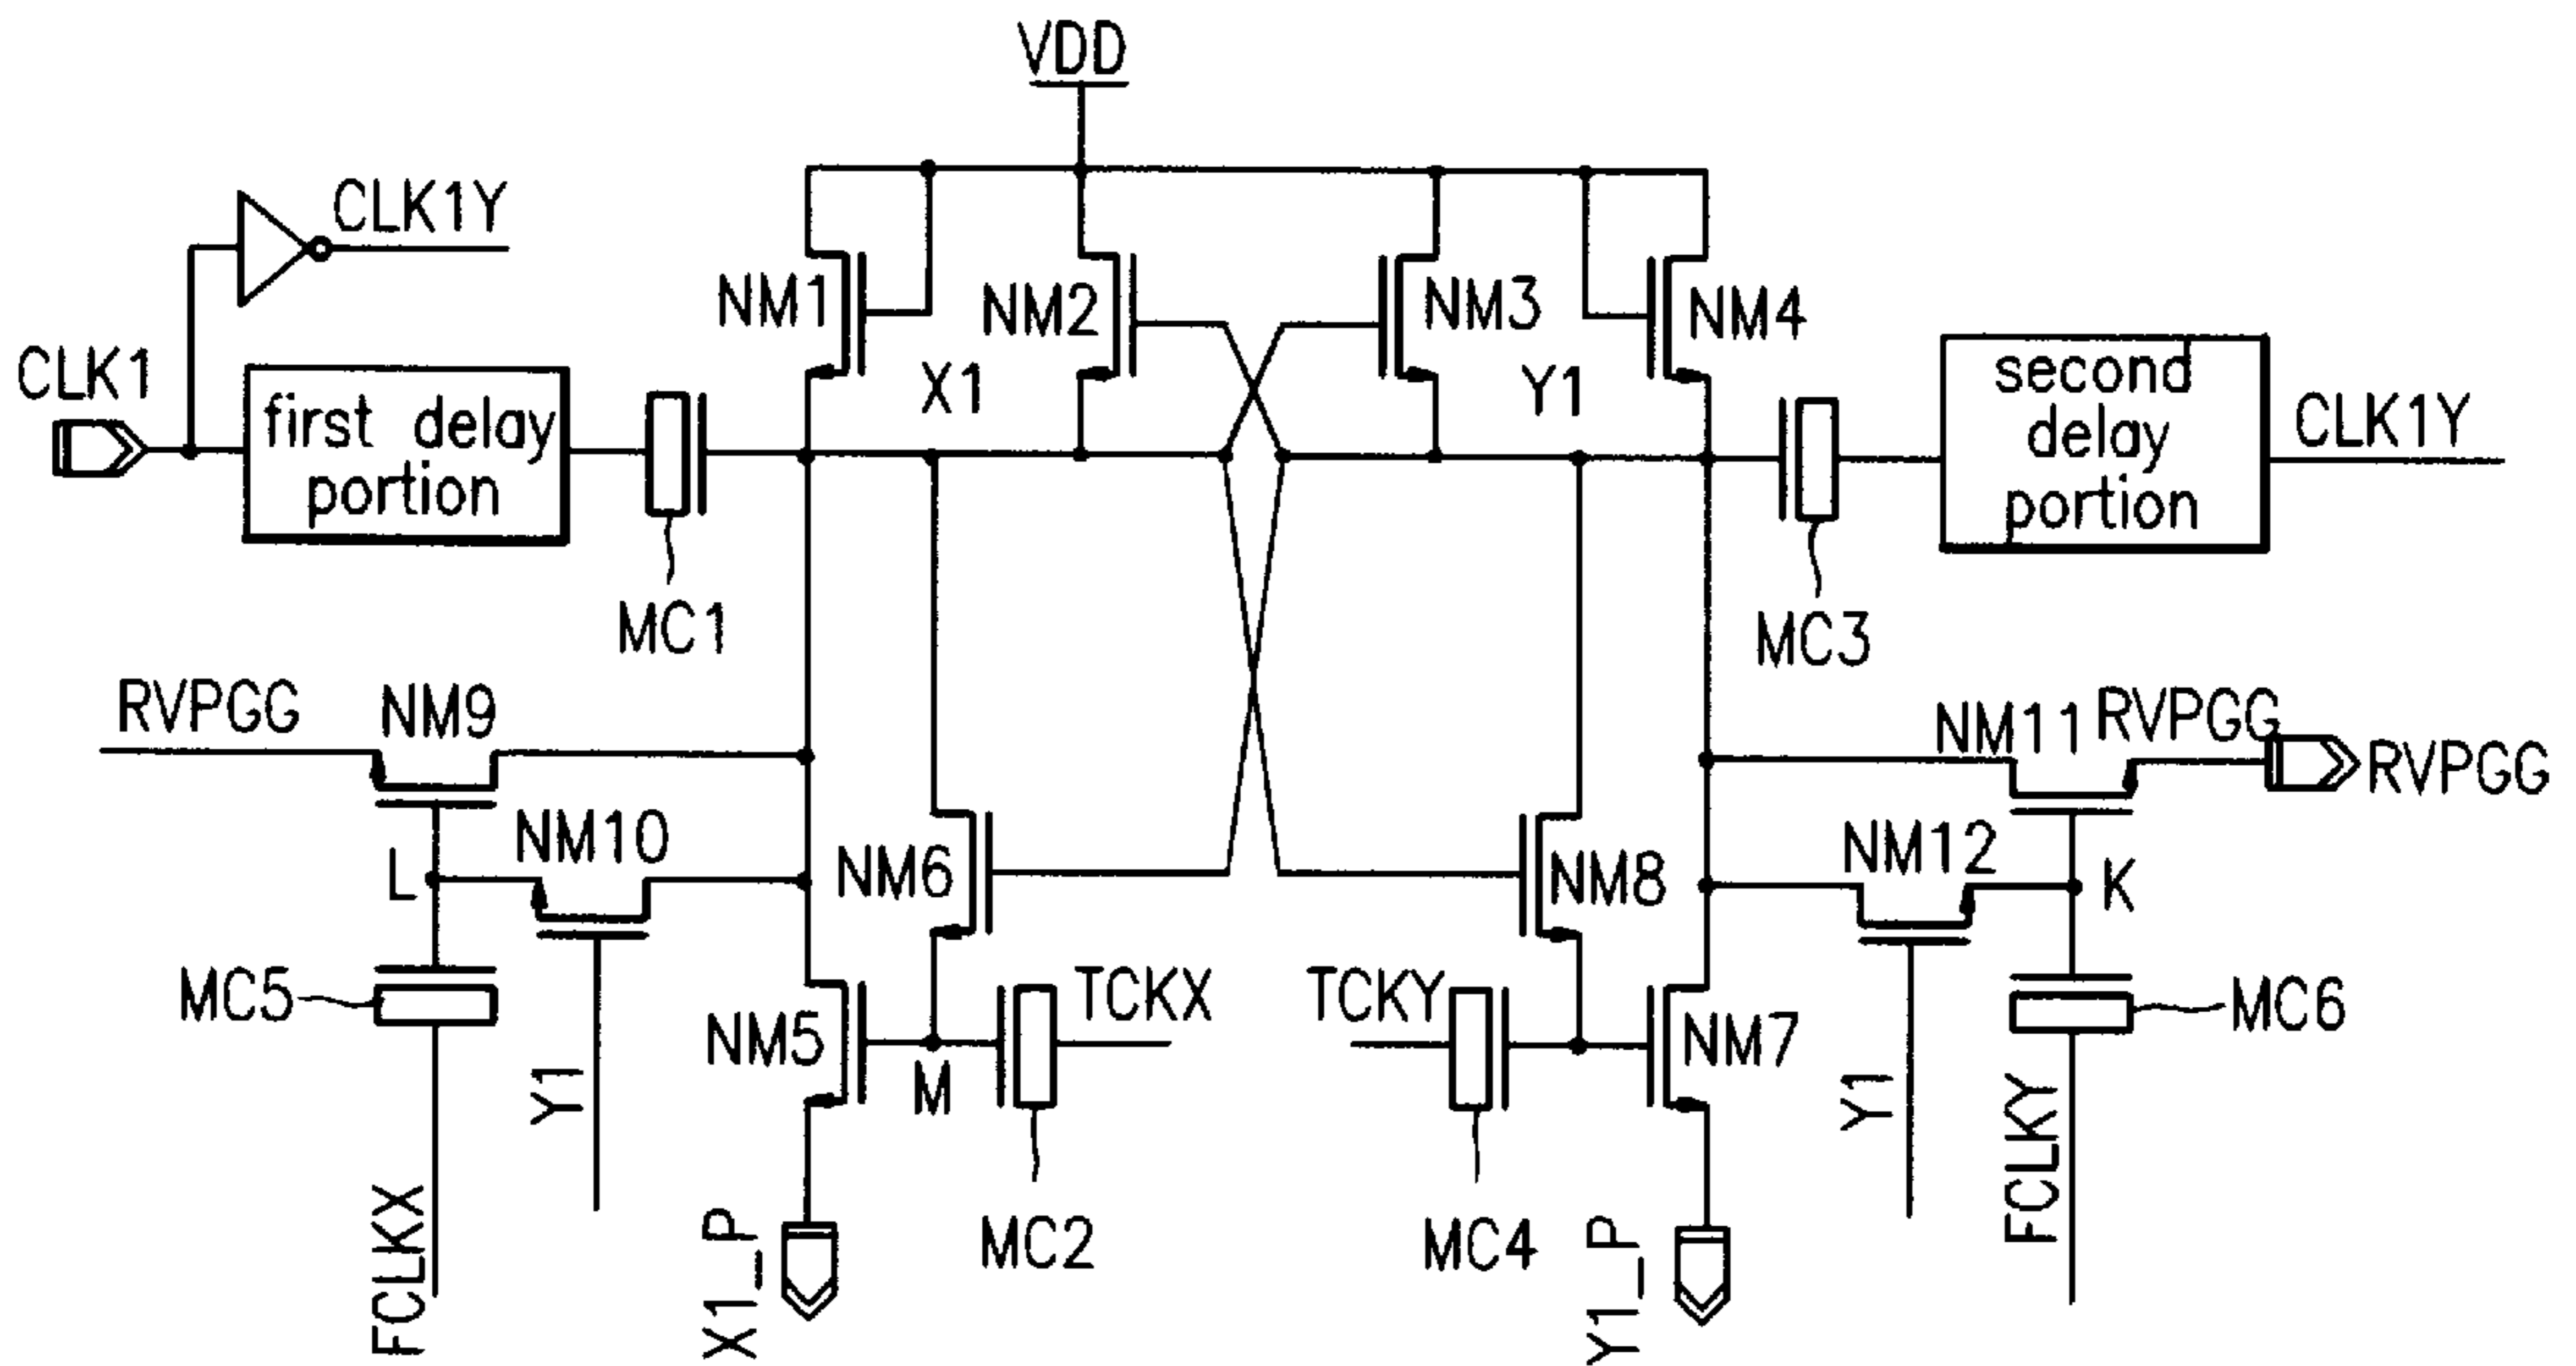 VDD
CLK1Y
CLK1
first delay
portion
NM1
NM2
NM3
NM4
X1
Y1
second
delay
portion
CLK1Y
MC1
MC3
RVPGG
NM9
NM11
RVPGG
RVPGG
L
NM10
NM6
NM8
NM12
K
MC5
NM5
M
TCKX
TCKY
NM7
MC6
Y1
Y1
FCLKX
X1_P
MC2
MC4
Y1_P
FCLKY